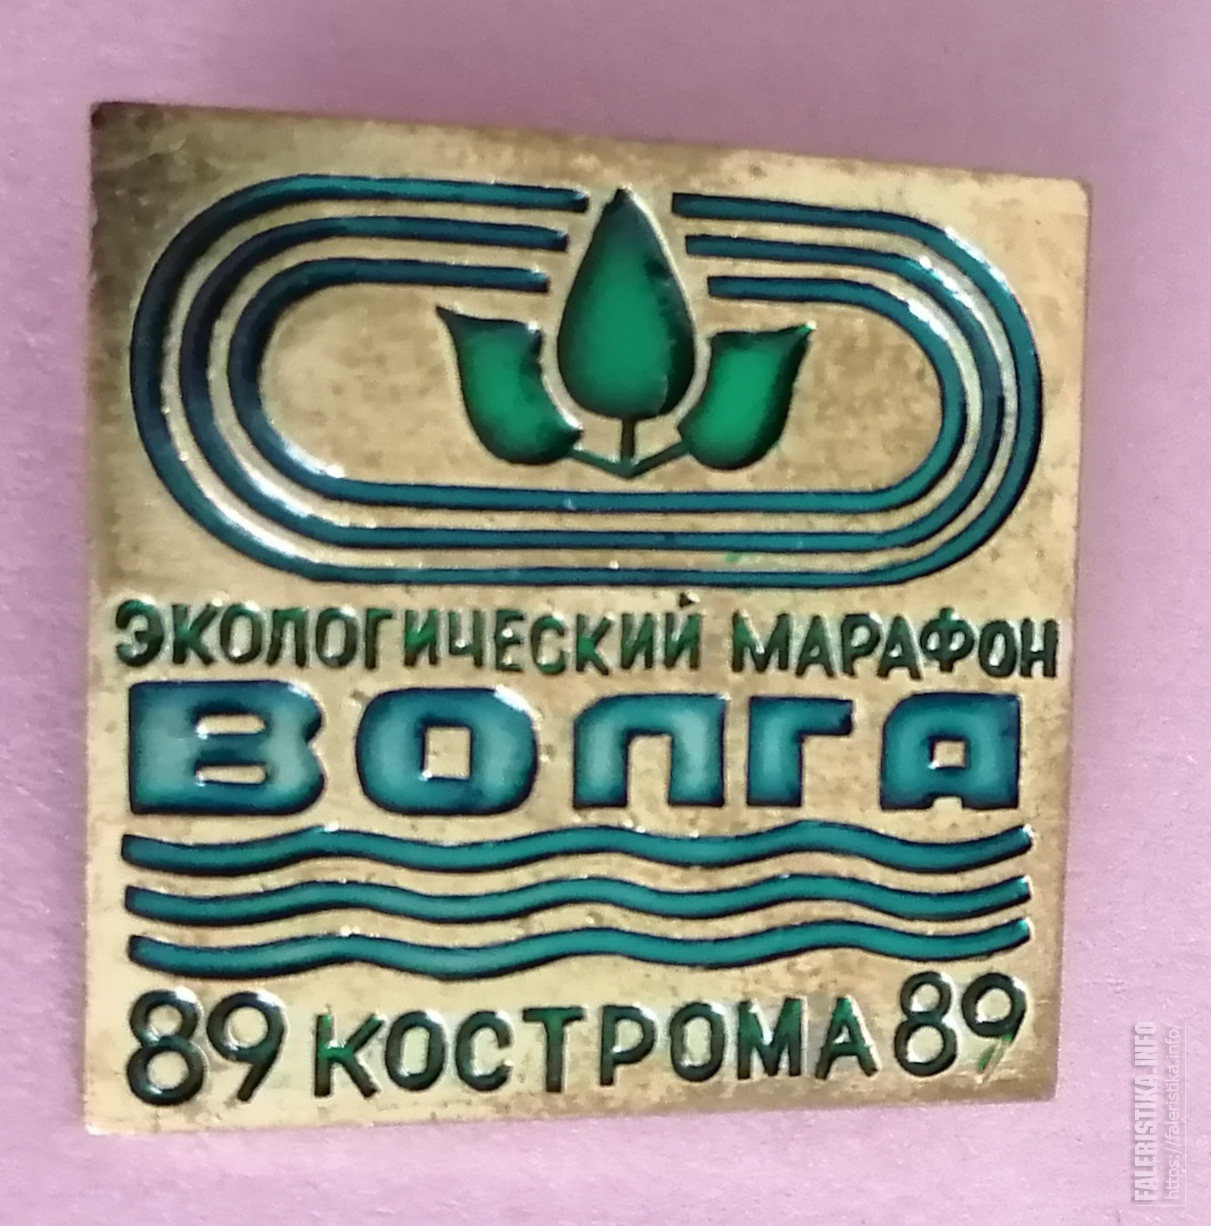 ЭКОЛОГИЧЕСКИЙ МАРАФОН
ВОЛГА
89 КОСТРОМА 89
FALERISTIKA.INFO
https://faleristika.info